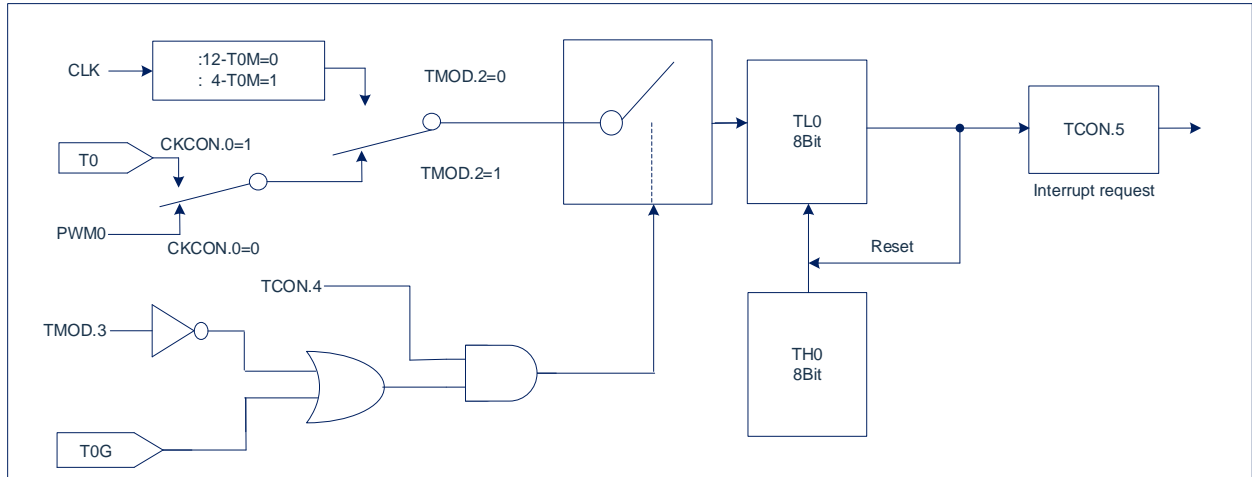 CLK
:12-T0M=0
: 4-T0M=1
TMOD.2=0
TL0
8Bit
TCON.5
T0
CKCON.0=1
TMOD.2=1
Interrupt request
PWM0
CKCON.0=0
Reset
TCON.4
TMOD.3
TH0
8Bit
T0G